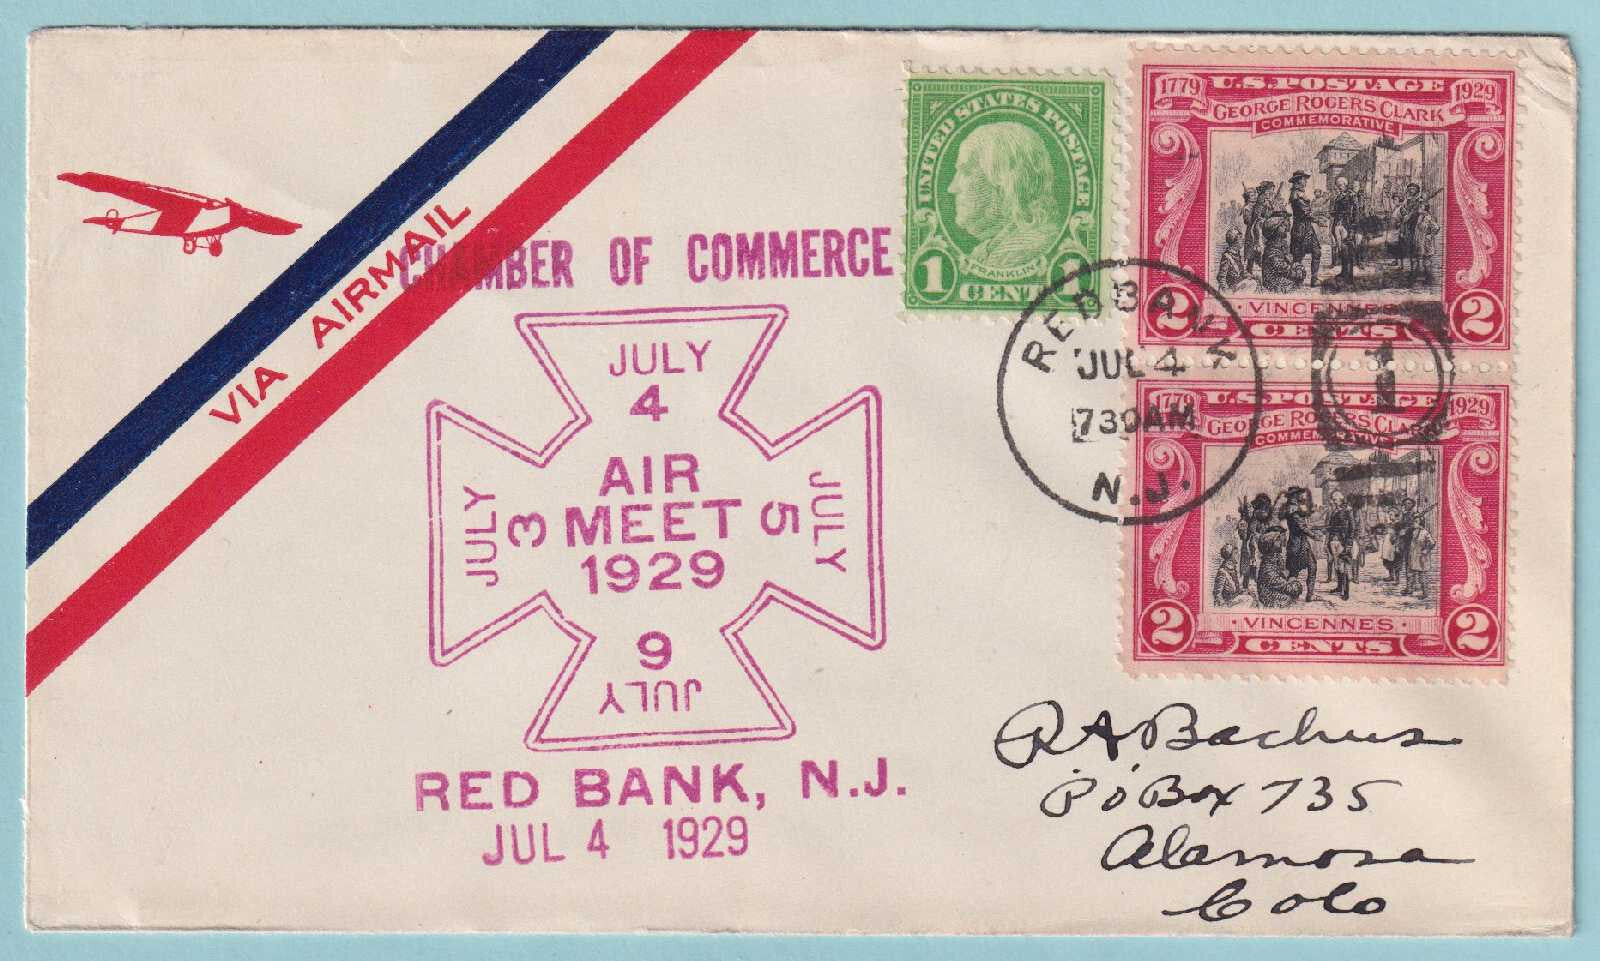 VIA AIRMAIL
CHAMBER OF COMMERCE
JULY
4
JULY
3
AIR
MEET
1929
5
JULY
6
JULY
RED BANK, N.J.
JUL 4 1929
UNITED STATES POSTAGE
FRANKLIN
1 CENT 1
1779 U.S. POSTAGE 1929
GEORGE ROGERS CLARK
COMMEMORATIVE
· VINCENNES ·
2 CENTS 2
RED BANK
JUL 4
730AM
N.J.
1
1779 U.S. POSTAGE 1929
GEORGE ROGERS CLARK
COMMEMORATIVE
· VINCENNES ·
2 CENTS 2
R A Bachus
P O Box 735
Alamosa
Colo